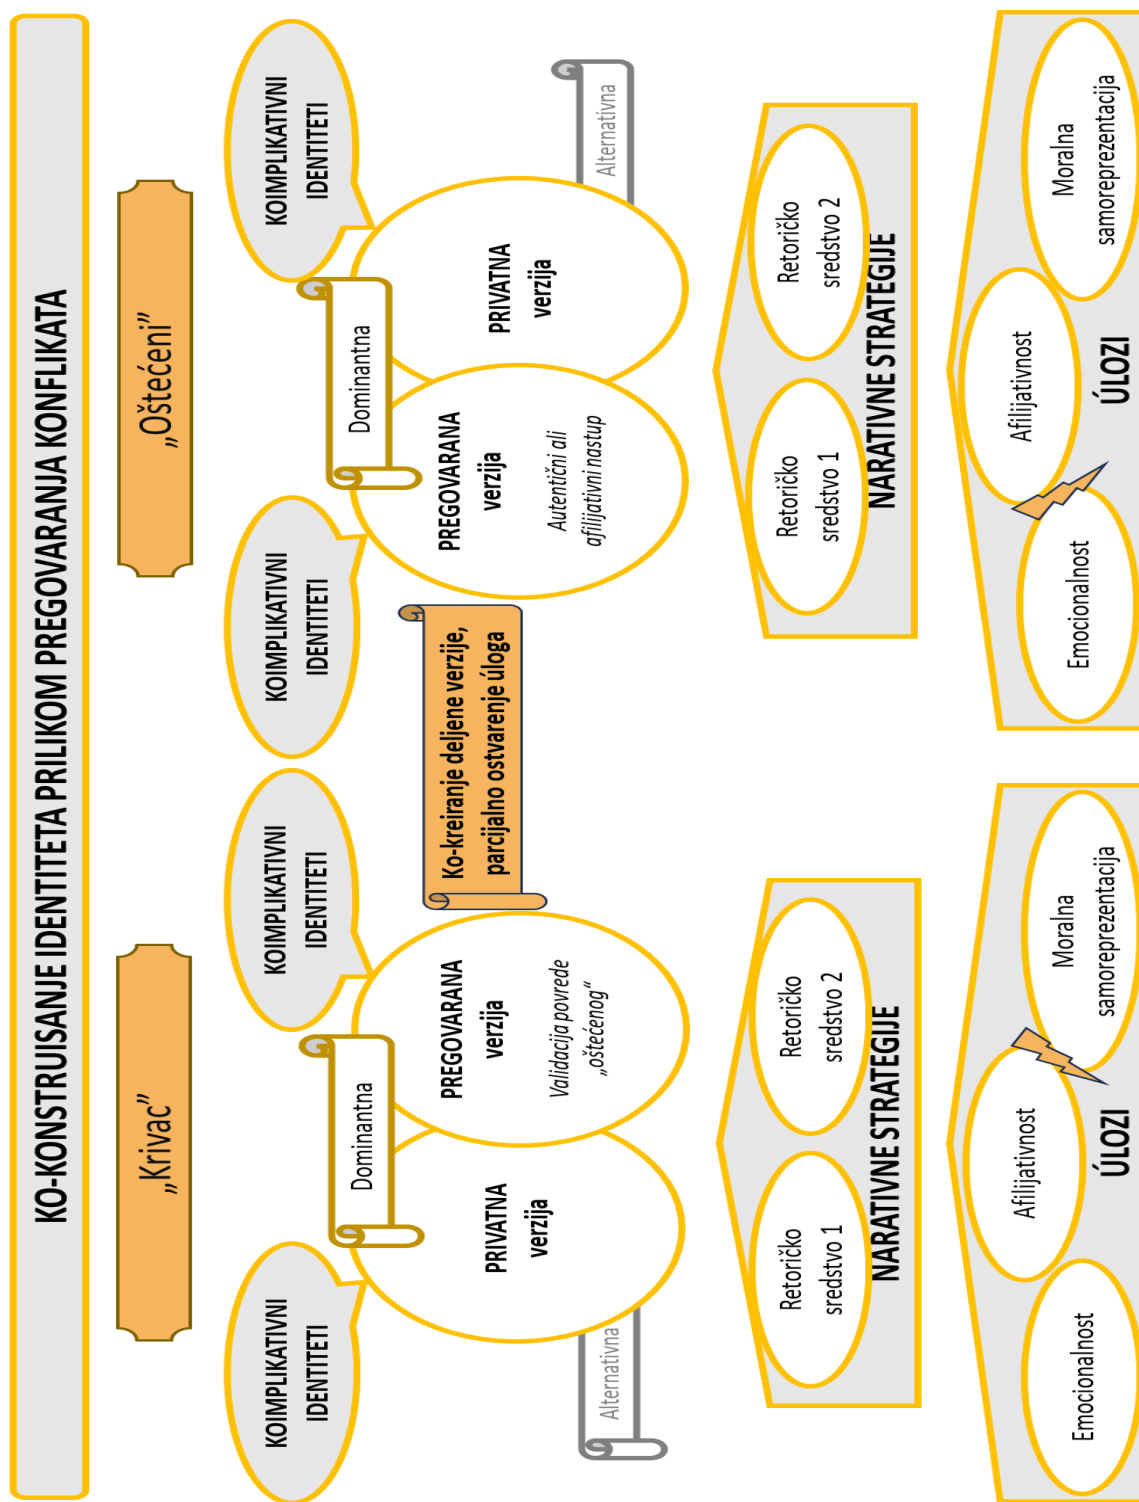 KO-KONSTRUISANJE IDENTITETA PRILIKOM PREGOVARANJA KONFLIKATA
„Krivac”
„Oštećeni”
KOIMPLIKATIVNI
IDENTITETI
KOIMPLIKATIVNI
IDENTITETI
KOIMPLIKATIVNI
IDENTITETI
KOIMPLIKATIVNI
IDENTITETI
Dominantna
Dominantna
PRIVATNA
verzija
PREGOVARANA
verzija
Validacija povrede
„oštećenog“
Ko-kreiranje deljene verzije,
parcijalno ostvarenje úloga
PREGOVARANA
verzija
Autentični ali
afilijativni nastup
PRIVATNA
verzija
Alternativna
Alternativna
Retoričko
sredstvo 1
Retoričko
sredstvo 2
NARATIVNE STRATEGIJE
Retoričko
sredstvo 1
Retoričko
sredstvo 2
NARATIVNE STRATEGIJE
Emocionalnost
Afilijativnost
Moralna
samoreprezentacija
ÚLOZI
Emocionalnost
Afilijativnost
Moralna
samoreprezentacija
ÚLOZI